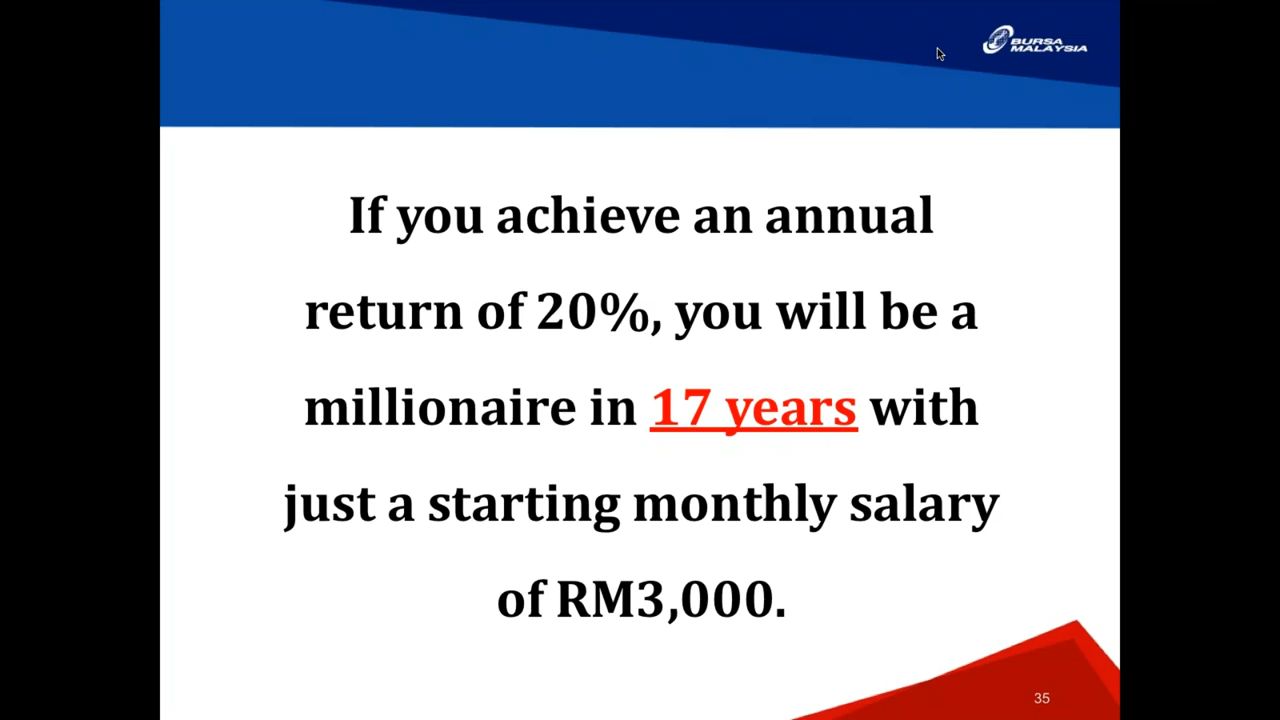 BURSA
MALAYSIA
If you achieve an annual
return of 20%, you will be a
millionaire in 17 years with
just a starting monthly salary
of RM3,000.
35